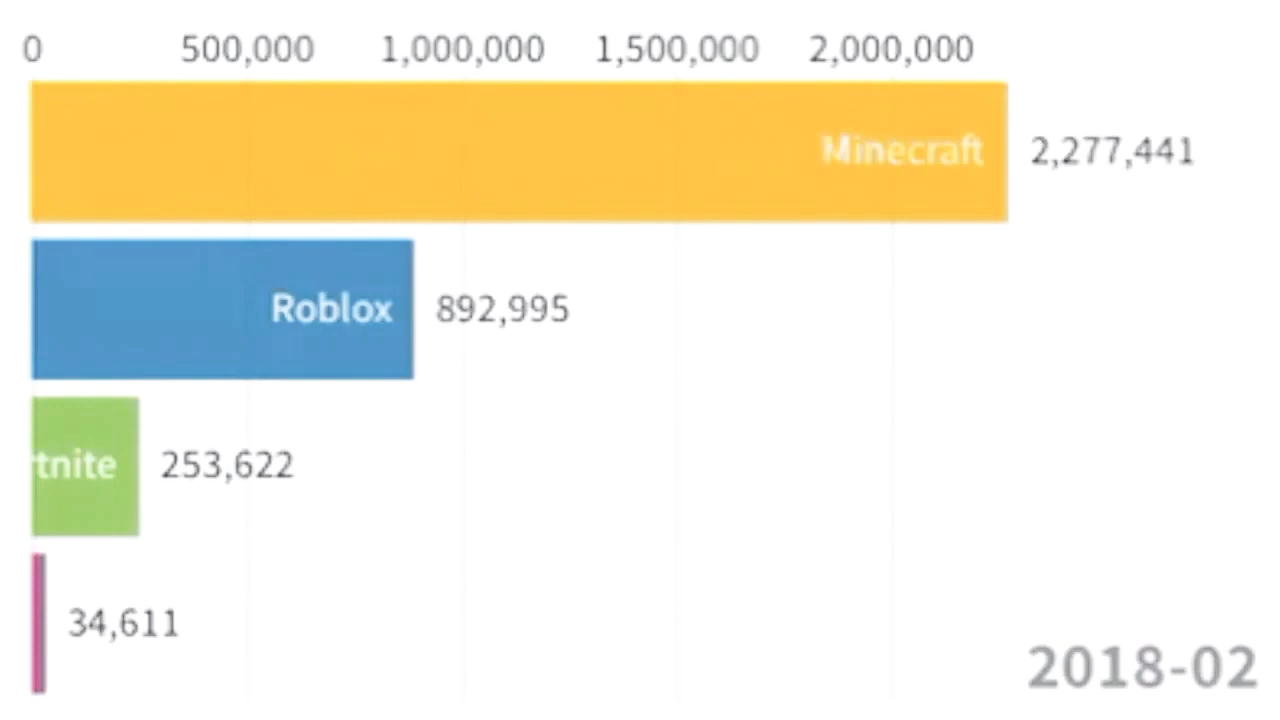 0 500,000 1,000,000 1,500,000 2,000,000
Minecraft 2,277,441
Roblox 892,995
tnite 253,622
34,611
2018-02